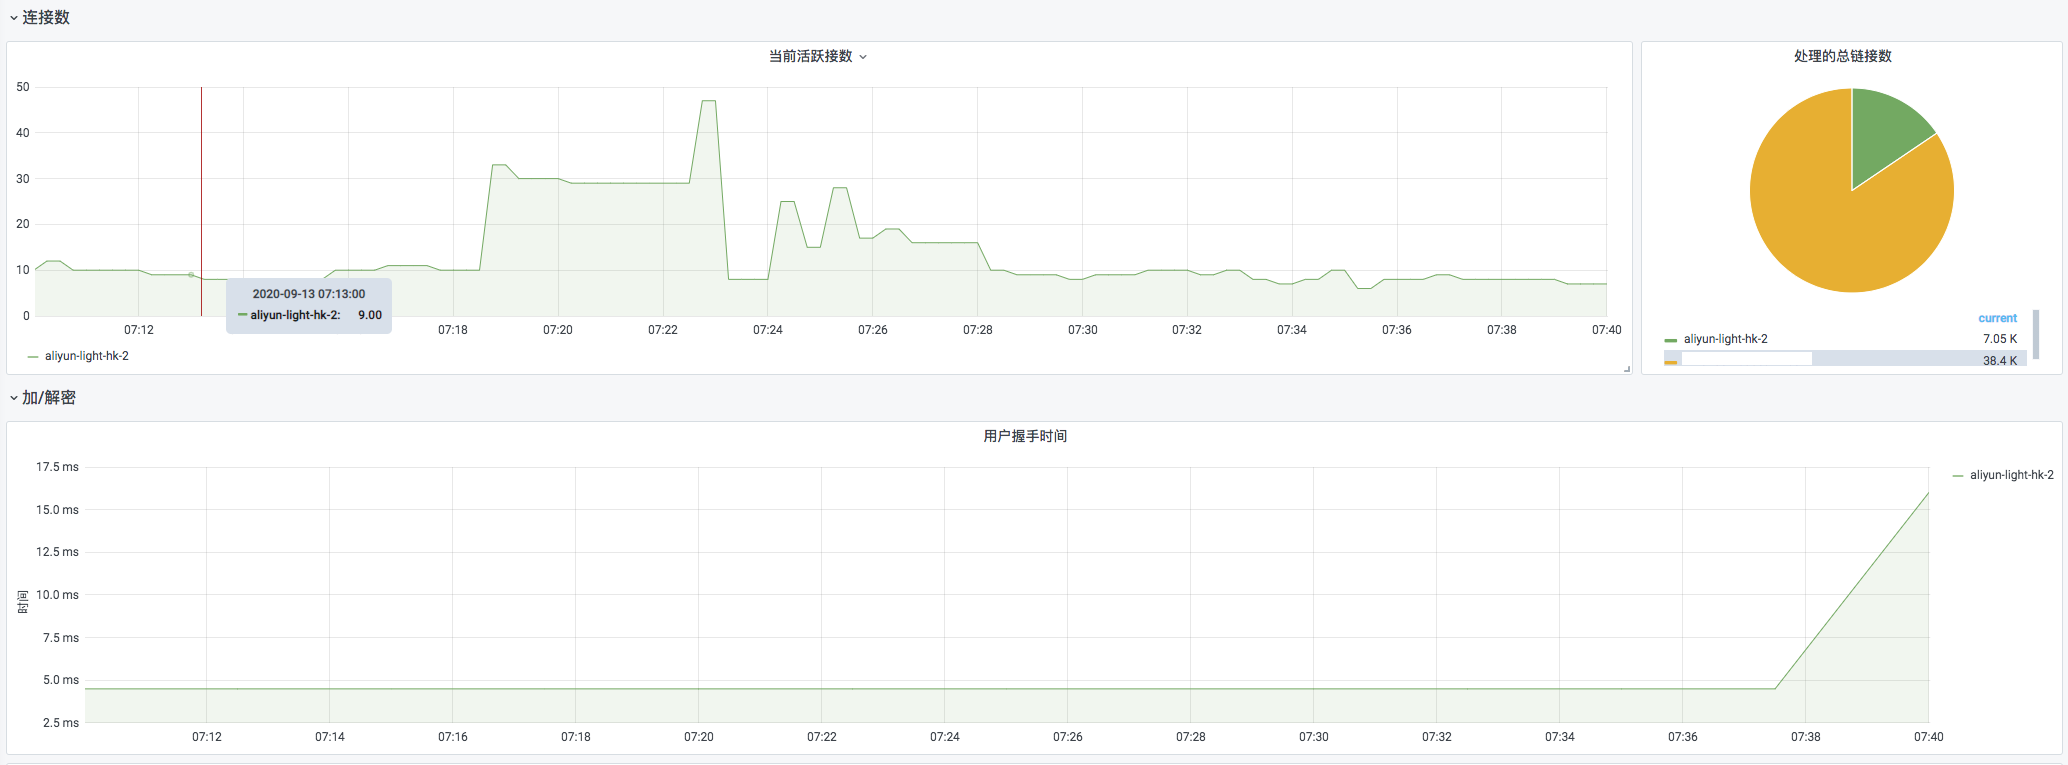 连接数
当前活跃接数
50
40
30
20
10
0
07:12
07:18
07:20
07:22
07:24
07:26
07:28
07:30
07:32
07:34
07:36
07:38
07:40
2020-09-13 07:13:00
aliyun-light-hk-2: 9.00
aliyun-light-hk-2
处理的总链接数
current
aliyun-light-hk-2 7.05 K
38.4 K
加/解密
用户握手时间
时间
17.5 ms
15.0 ms
12.5 ms
10.0 ms
7.5 ms
5.0 ms
2.5 ms
07:12
07:14
07:16
07:18
07:20
07:22
07:24
07:26
07:28
07:30
07:32
07:34
07:36
07:38
07:40
aliyun-light-hk-2